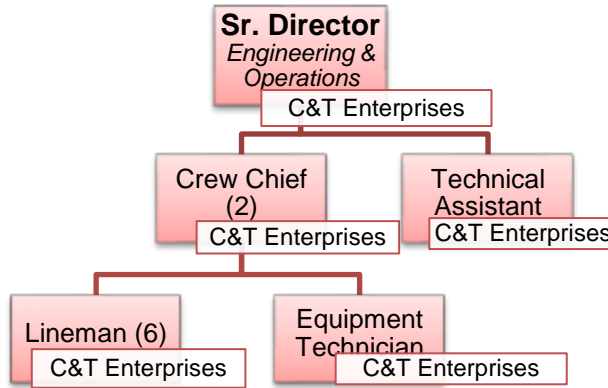 Sr. Director
Engineering &
Operations
C&T Enterprises
Crew Chief
(2)
C&T Enterprises
Technical
Assistant
C&T Enterprises
Lineman (6)
C&T Enterprises
Equipment
Technician
C&T Enterprises